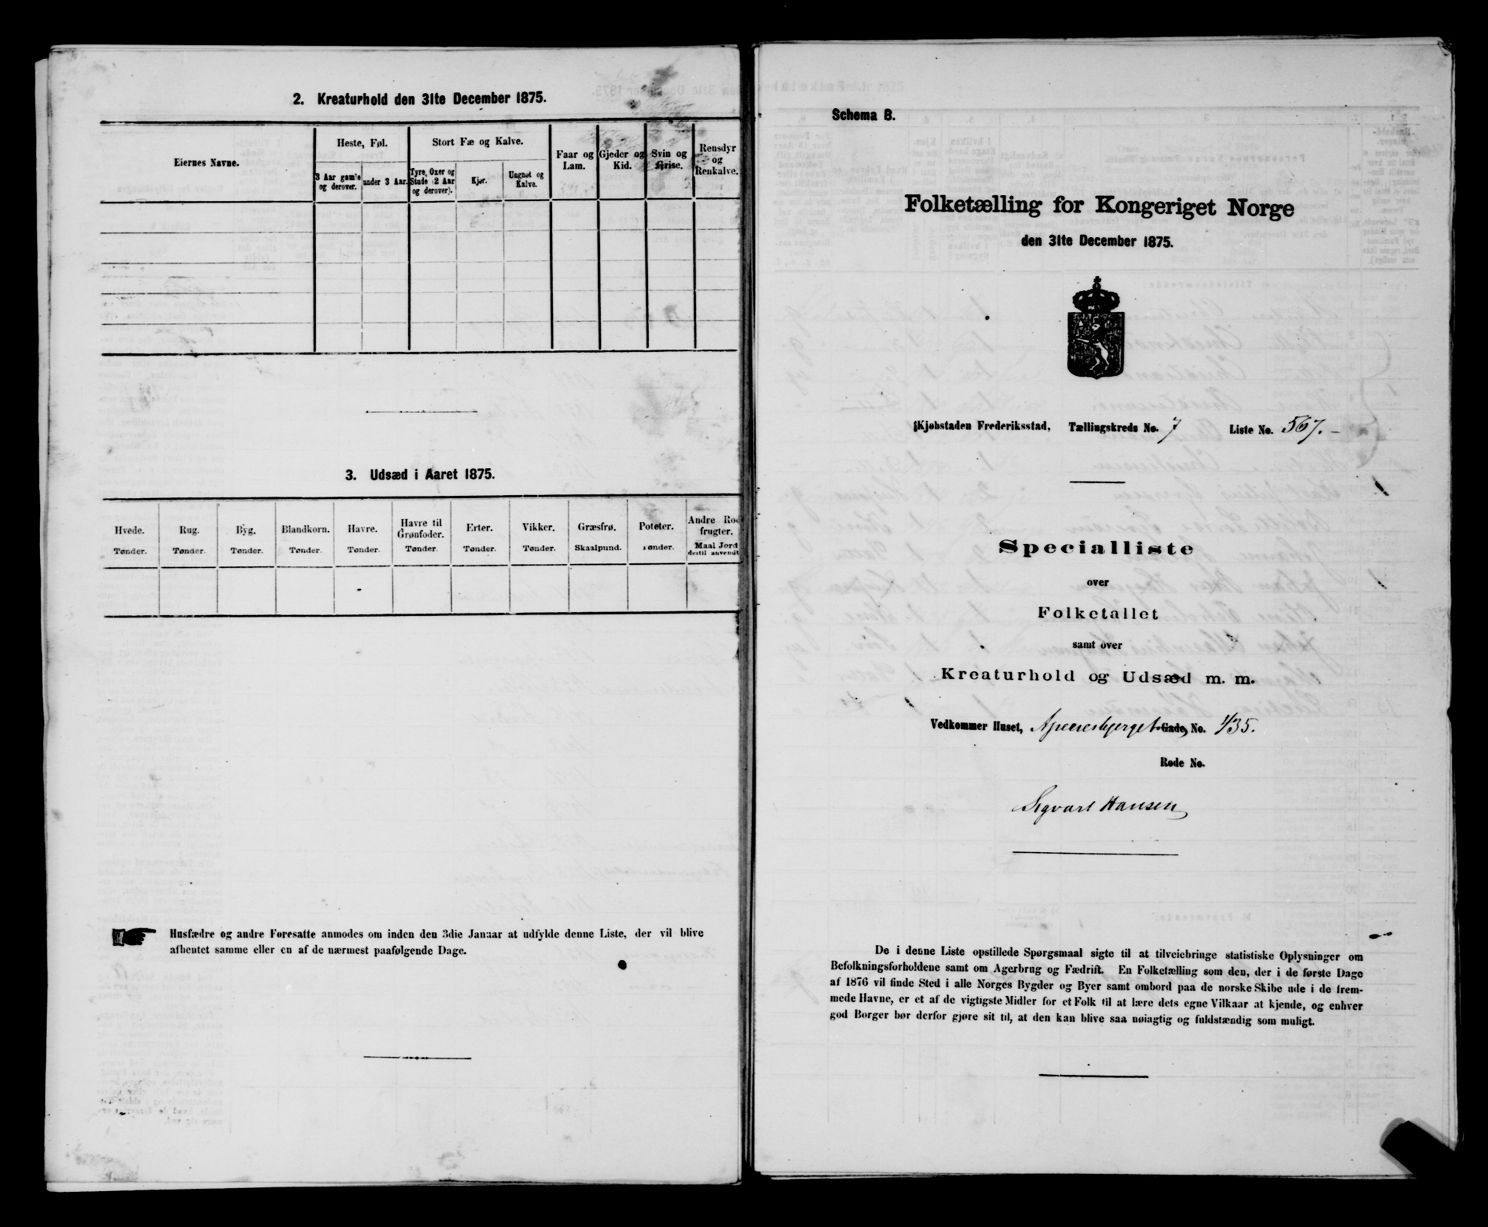 2. Kreaturhold den 31te December 1875.
Eiernes Navne.
Heste, Føl.
Stort Fæ og Kalve.
Faar og Lam.
Gjeder og Kid.
Svin og Grise.
Rensdyr og Renkalve.
3 Aar gamle og derover.
under 3 Aar.
Tyre, Oxer og Stude (2 Aar og derover).
Kjør.
Ungnøt og Kalve.
3. Udsæd i Aaret 1875.
Hvede. Rug. Byg. Blandkorn. Havre. Havre til Grønfoder. Erter. Vikker. Græsfrø. Poteter. Andre Rodfrugter.
Tønder. Tønder. Tønder. Tønder. Tønder. Tønder. Tønder. Tønder. Skaalpund. Tønder. Maal Jord dertil anvendt
Husfædre og andre Foresatte anmodes om inden den 3die Januar at udfylde denne Liste, der vil blive
afhentet samme eller en af de nærmest paafølgende Dage.
Schema B.
Folketælling for Kongeriget Norge
den 31te December 1875.
Kjøbstaden Frederiksstad, Tællingskreds No. 7 Liste No. 567.
Specialliste
over
Folketallet
samt over
Kreaturhold og Udsæd m. m.
Vedkommer Huset, Apenesbjerget Gade, No. 435.
Rode No.
Sigvart Hansen
De i denne Liste opstillede Spørgsmaal sigte til at tilveiebringe statistiske Oplysninger om
Befolkningsforholdene samt om Agerbrug og Fædrift. En Folketælling som den, der i de første Dage
af 1876 vil finde Sted i alle Norges Bygder og Byer samt ombord paa de norske Skibe ude i de frem-
mede Havne, er et af de vigtigste Midler for et Folk til at lære dets egne Vilkaar at kjende, og enhver
god Borger bør derfor gjøre sit til, at den kan blive saa nøiagtig og fuldstændig som muligt.